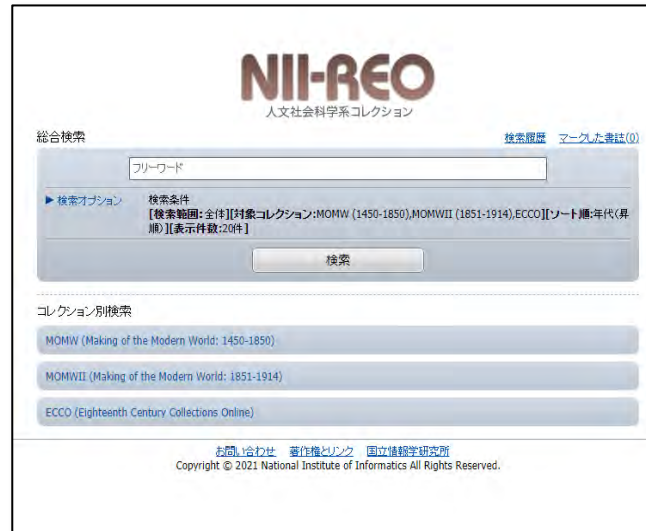 NII-REO
人文社会科学系コレクション
総合検索
検索履歴 マークした書誌(0)
フリーワード
▶ 検索オプション 検索条件
[検索範囲:全体][対象コレクション:MOMW (1450-1850),MOMWII (1851-1914),ECCO][ソート順:年代(昇
順)][表示件数:20件]
検索
コレクション別検索
MOMW (Making of the Modern World: 1450-1850)
MOMWII (Making of the Modern World: 1851-1914)
ECCO (Eighteenth Century Collections Online)
お問い合わせ 著作権とリンク 国立情報学研究所
Copyright © 2021 National Institute of Informatics All Rights Reserved.